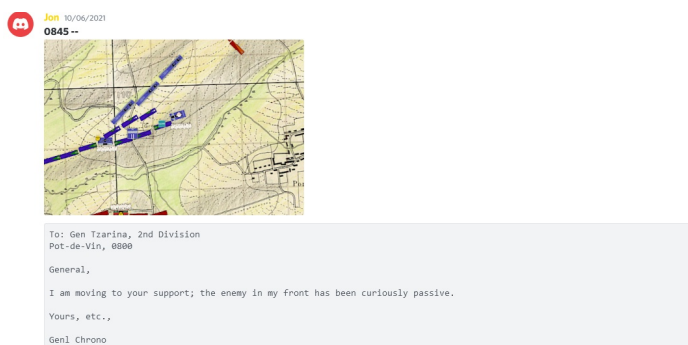 Jon 10/06/2021
0845 --
Pot
To: Gen Tzarina, 2nd Division
Pot-de-Vin, 0800
General,
I am moving to your support; the enemy in my front has been curiously passive.
Yours, etc.,
Genl Chrono